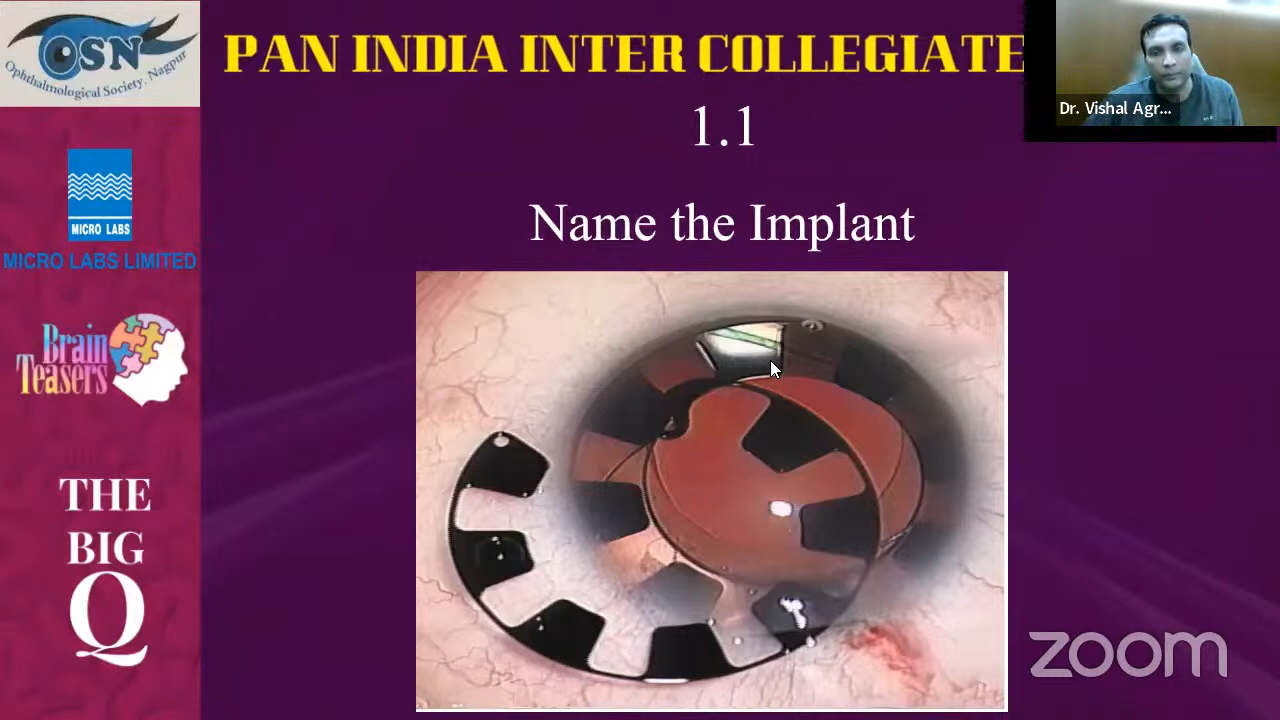 OSN
Ophthalmological Society, Nagpur
PAN INDIA INTER COLLEGIATE
Dr. Vishal Agr...
1.1
Name the Implant
MICRO LABS
MICRO LABS LIMITED
Brain
Teasers
THE
BIG
Q
zoom